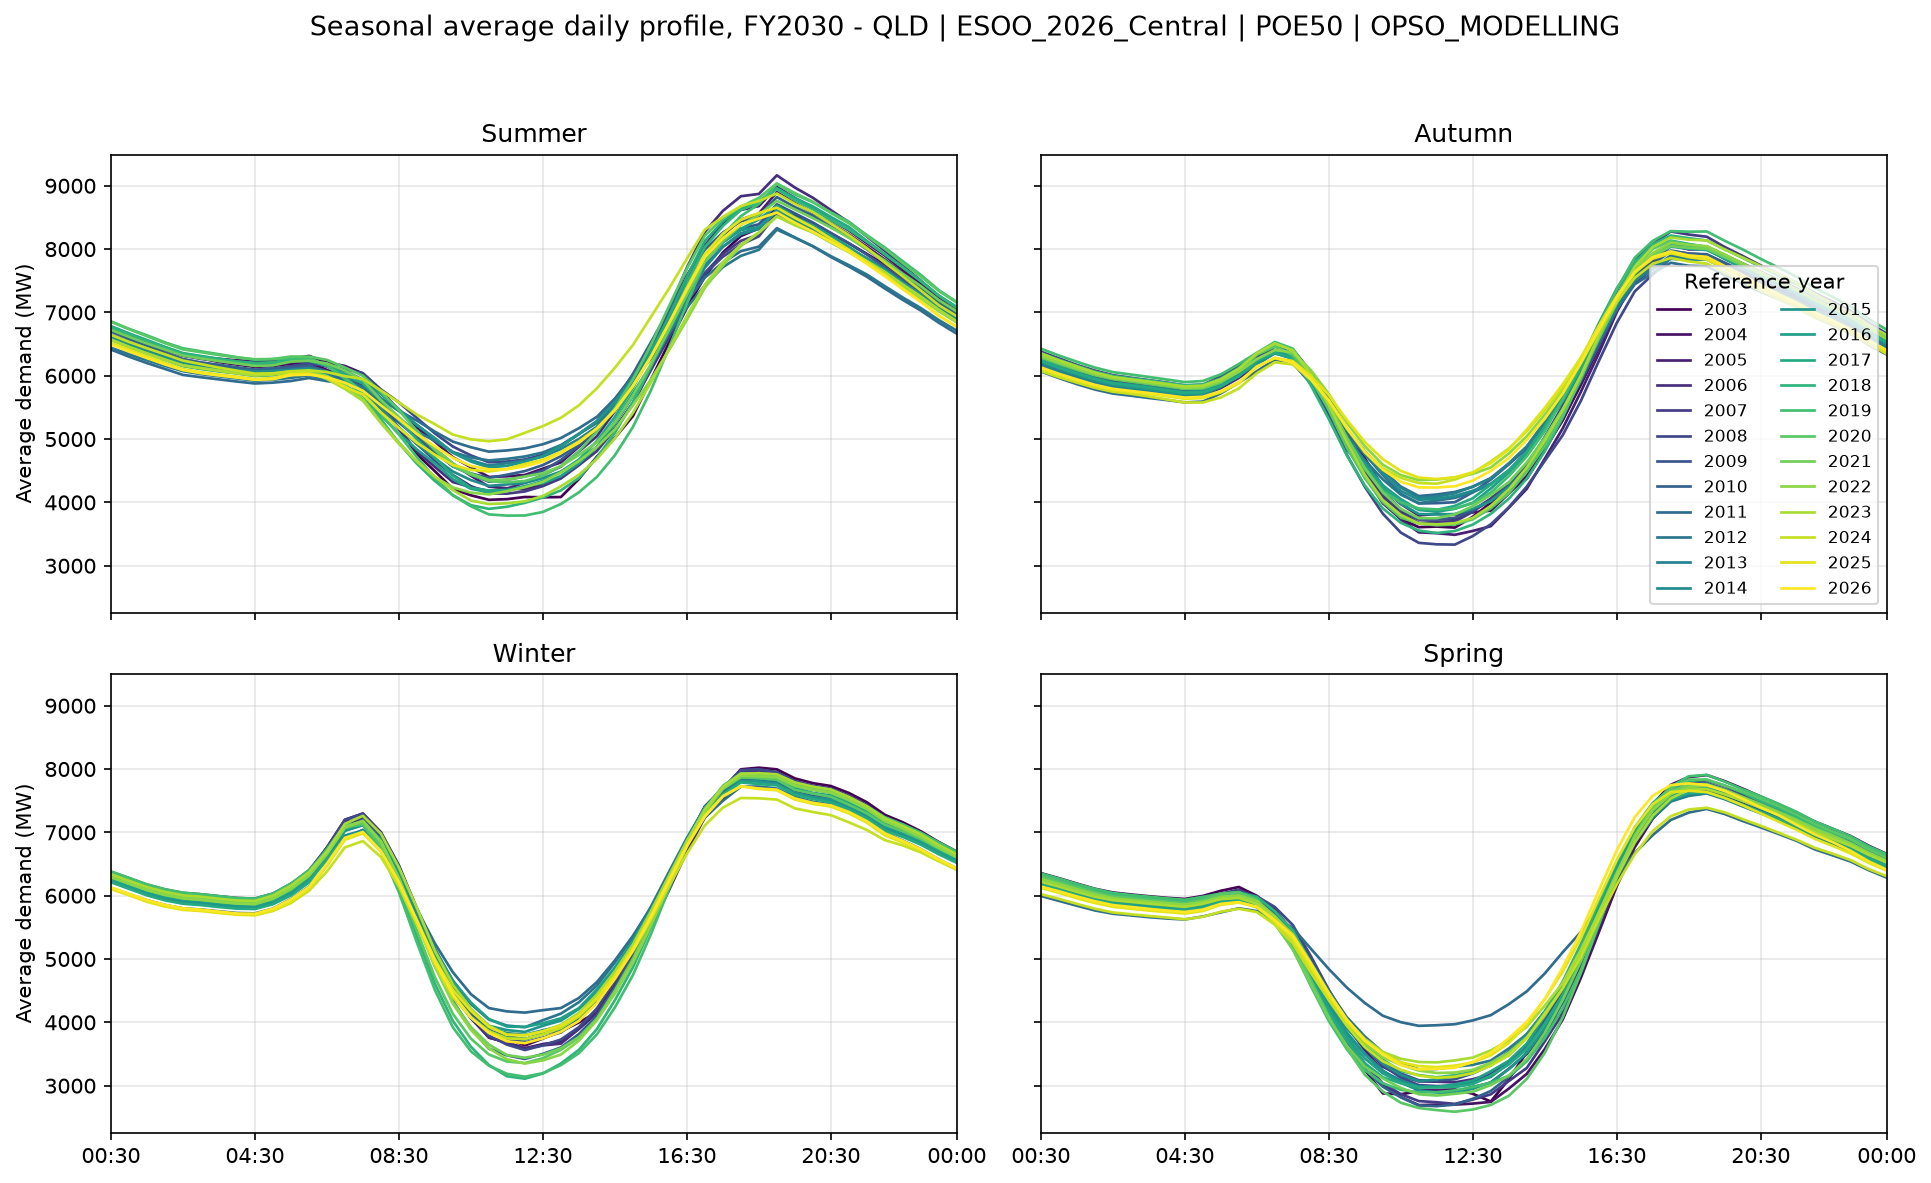 Seasonal average daily profile, FY2030 - QLD | ESOO_2026_Central | POE50 | OPSO_MODELLING
Summer
Autumn
Average demand (MW)
9000
8000
7000
6000
5000
4000
3000
Reference year
2003 2015
2004 2016
2005 2017
2006 2018
2007 2019
2008 2020
2009 2021
2010 2022
2011 2023
2012 2024
2013 2025
2014 2026
Winter
Spring
Average demand (MW)
9000
8000
7000
6000
5000
4000
3000
00:30 04:30 08:30 12:30 16:30 20:30 00:00
00:30 04:30 08:30 12:30 16:30 20:30 00:00